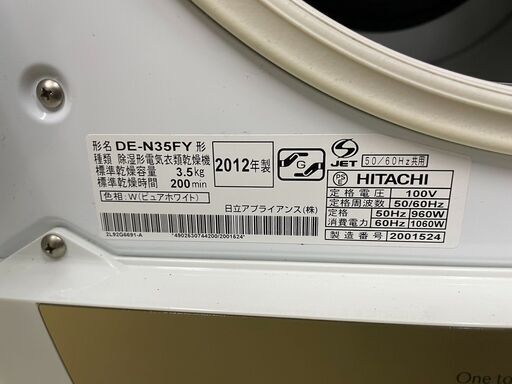 形名 DE-N35FY 形
種類 除湿形電気衣類乾燥機
標準乾燥容量 3.5kg
標準乾燥時間 200min
2012年製
色相:W(ピュアホワイト)
日立アプライアンス(株)
2L92G6691-A
*4902630744200/2001524*
G
S
JET
50/60Hz共用
PS
E
HITACHI
定格電圧 100V
定格周波数 50/60Hz
定格消費電力 50Hz 960W
60Hz 1060W
製造番号 2001524
One to